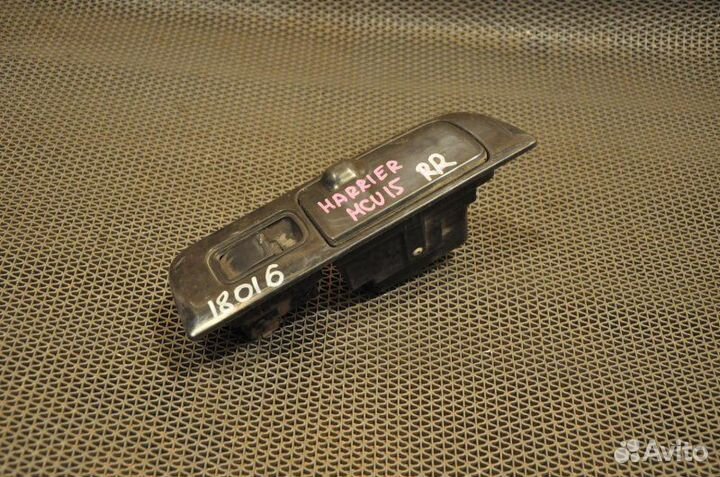 HARRIER
MCU15
RR
18016
Avito